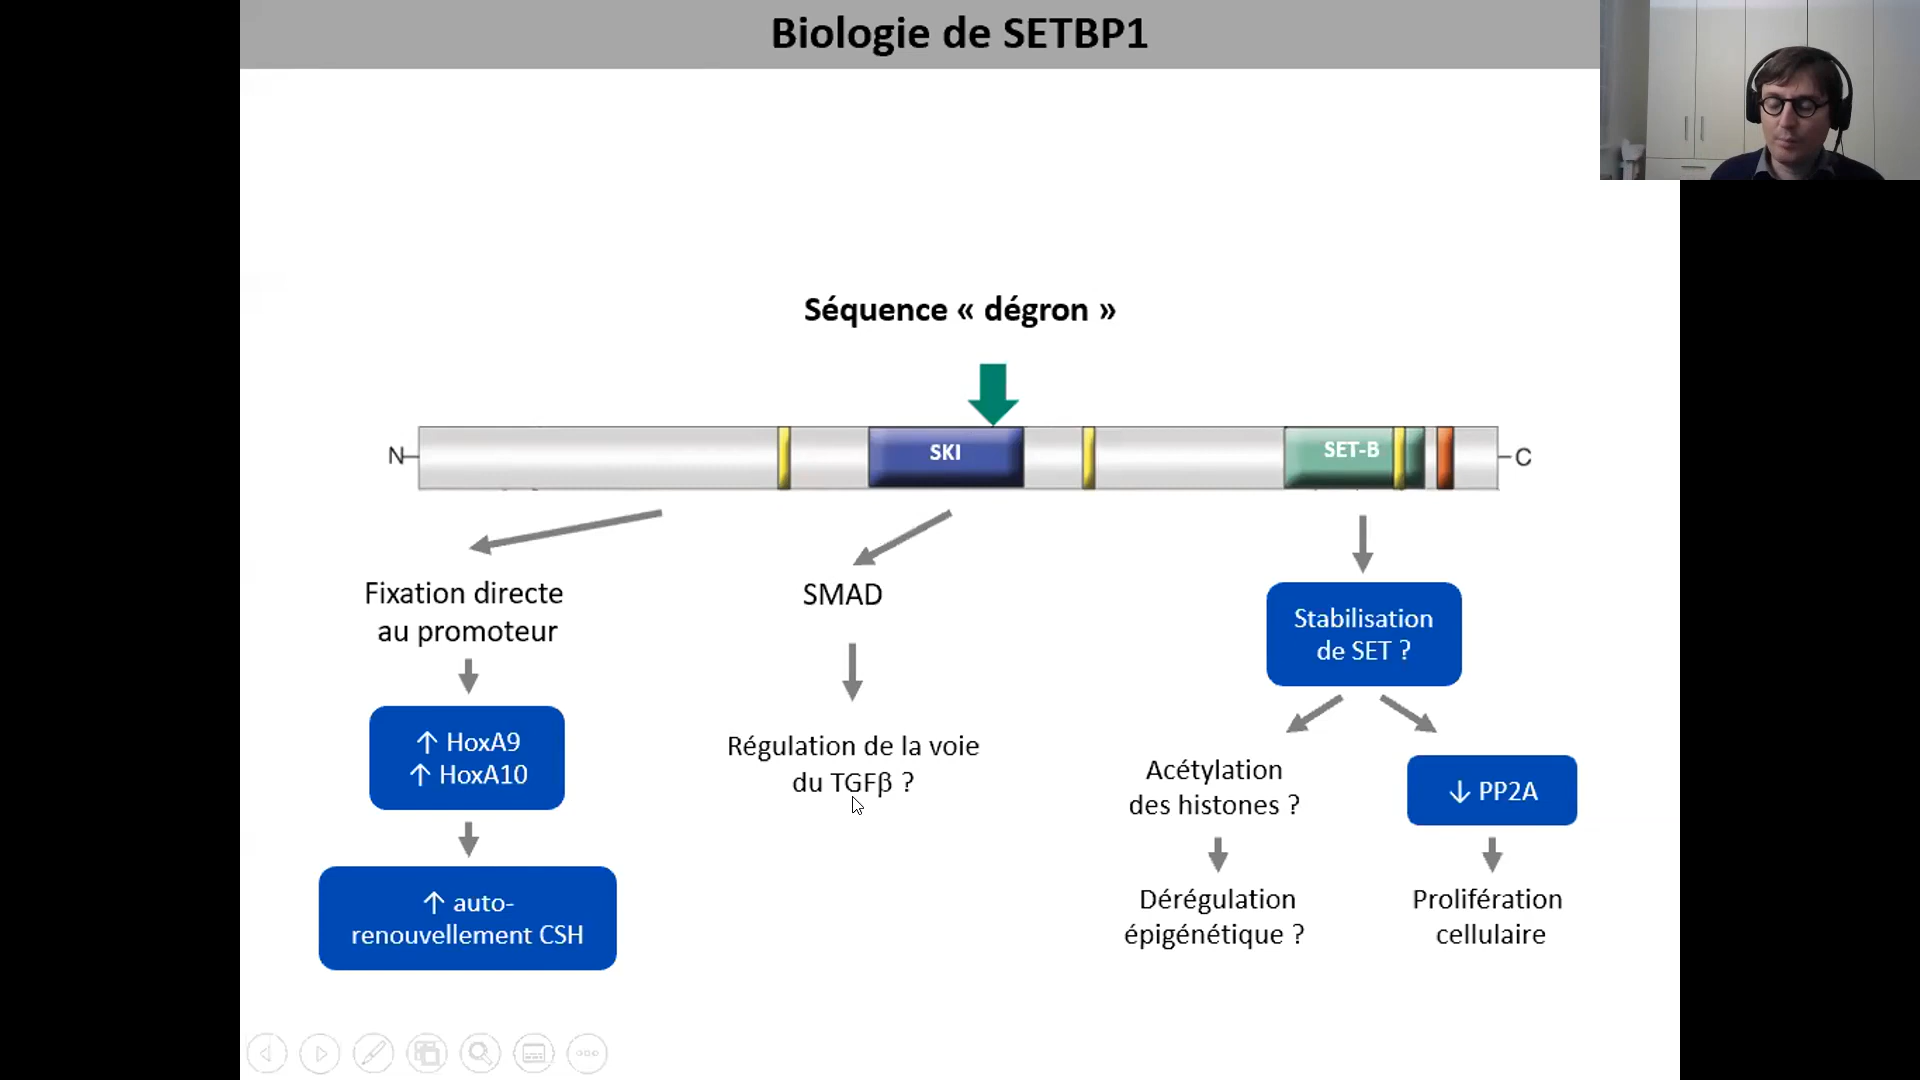 Biologie de SETBP1
Séquence « dégron »
N
SKI
SET-B
C
Fixation directe
au promoteur
↑ HoxA9
↑ HoxA10
↑ auto-
renouvellement CSH
SMAD
Régulation de la voie
du TGFβ ?
Stabilisation
de SET ?
Acétylation
des histones ?
Dérégulation
épigénétique ?
↓ PP2A
Prolifération
cellulaire